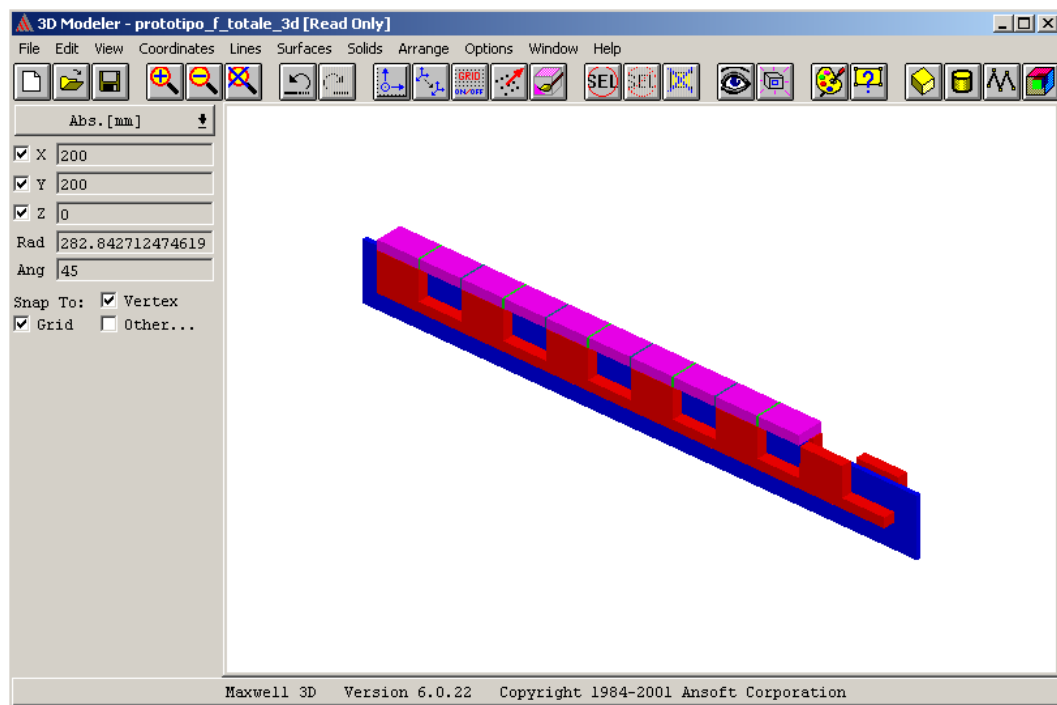 3D Modeler - prototipo_f_totale_3d [Read Only]
File Edit View Coordinates Lines Surfaces Solids Arrange Options Window Help
GRID ON/OFF SEL SEL ?
Abs.[mm]
X 200
Y 200
Z 0
Rad 282.842712474619
Ang 45
Snap To: Vertex
Grid Other...
Maxwell 3D Version 6.0.22 Copyright 1984-2001 Ansoft Corporation